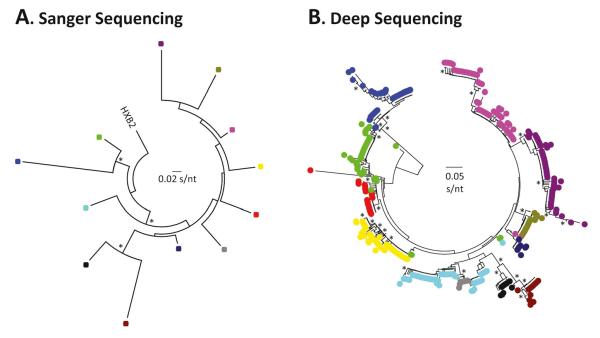 A. Sanger Sequencing
B. Deep Sequencing
HXB2
0.02 s/nt
0.05
s/nt